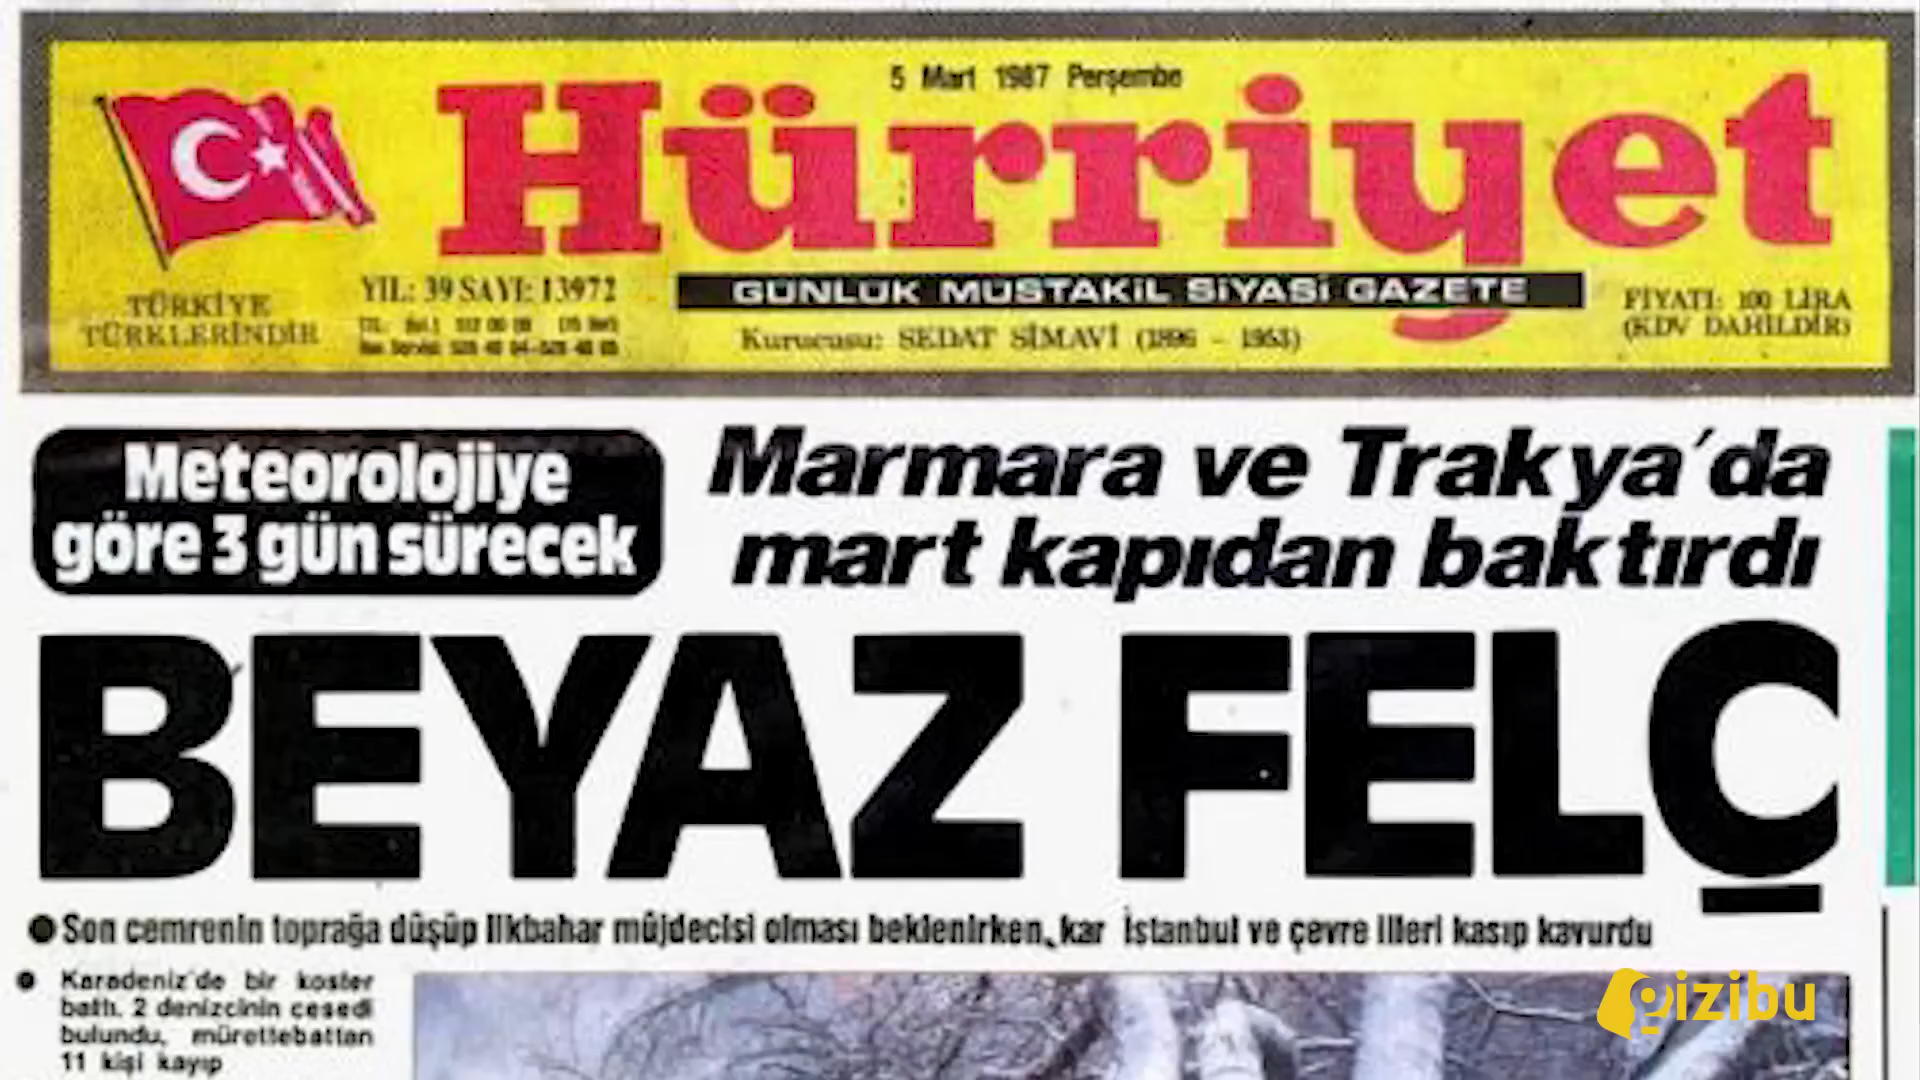 5 Mart 1987 Perşembe
Hürriyet
TÜRKİYE
TÜRKLERİNDİR
YIL: 39 SAYI: 13972
GÜNLÜK MÜSTAKİL SİYASİ GAZETE
Kurucusu: SEDAT SİMAVİ (1896 - 1953)
FİYATI: 100 LİRA
(KDV DAHİLDİR)
Meteorolojiye
göre 3 gün sürecek
Marmara ve Trakya'da
mart kapıdan baktırdı
BEYAZ FELÇ
● Son cemrenin toprağa düşüp ilkbahar müjdecisi olması beklenirken, kar İstanbul ve çevre illeri kasıp kavurdu
● Karadeniz'de bir koster
battı. 2 denizcinin cesedi
bulundu, mürettebattan
11 kişi kayıp
gizibu